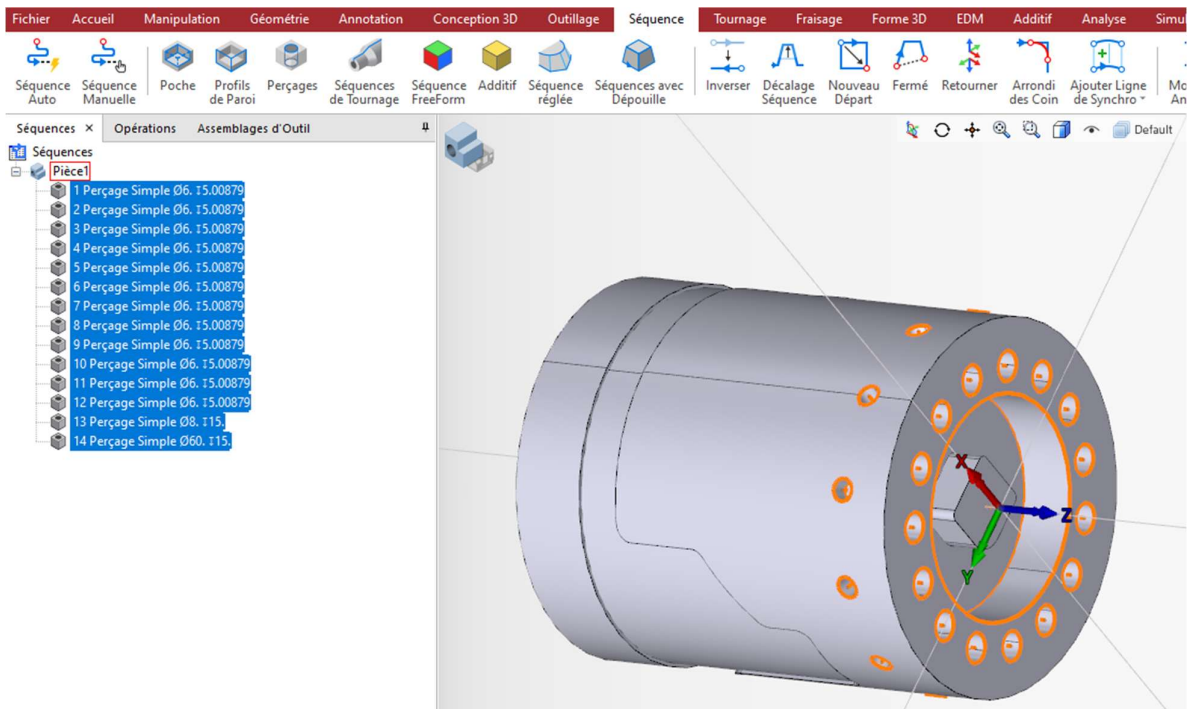 Fichier Accueil Manipulation Géométrie Annotation Conception 3D Outillage Séquence Tournage Fraisage Forme 3D EDM Additif Analyse Simul
Séquence Auto Séquence Manuelle Poche Profils de Paroi Perçages Séquences de Tournage Séquence FreeForm Additif Séquence réglée Séquences avec Dépouille Inverser Décalage Séquence Nouveau Départ Fermé Retourner Arrondi des Coin Ajouter Ligne de Synchro Mo An
Séquences × Opérations Assemblages d'Outil Default
Séquences
Pièce1
1 Perçage Simple Ø6. ↧5.00879
2 Perçage Simple Ø6. ↧5.00879
3 Perçage Simple Ø6. ↧5.00879
4 Perçage Simple Ø6. ↧5.00879
5 Perçage Simple Ø6. ↧5.00879
6 Perçage Simple Ø6. ↧5.00879
7 Perçage Simple Ø6. ↧5.00879
8 Perçage Simple Ø6. ↧5.00879
9 Perçage Simple Ø6. ↧5.00879
10 Perçage Simple Ø6. ↧5.00879
11 Perçage Simple Ø6. ↧5.00879
12 Perçage Simple Ø6. ↧5.00879
13 Perçage Simple Ø8. ↧15.
14 Perçage Simple Ø60. ↧15.
X
Z
Y